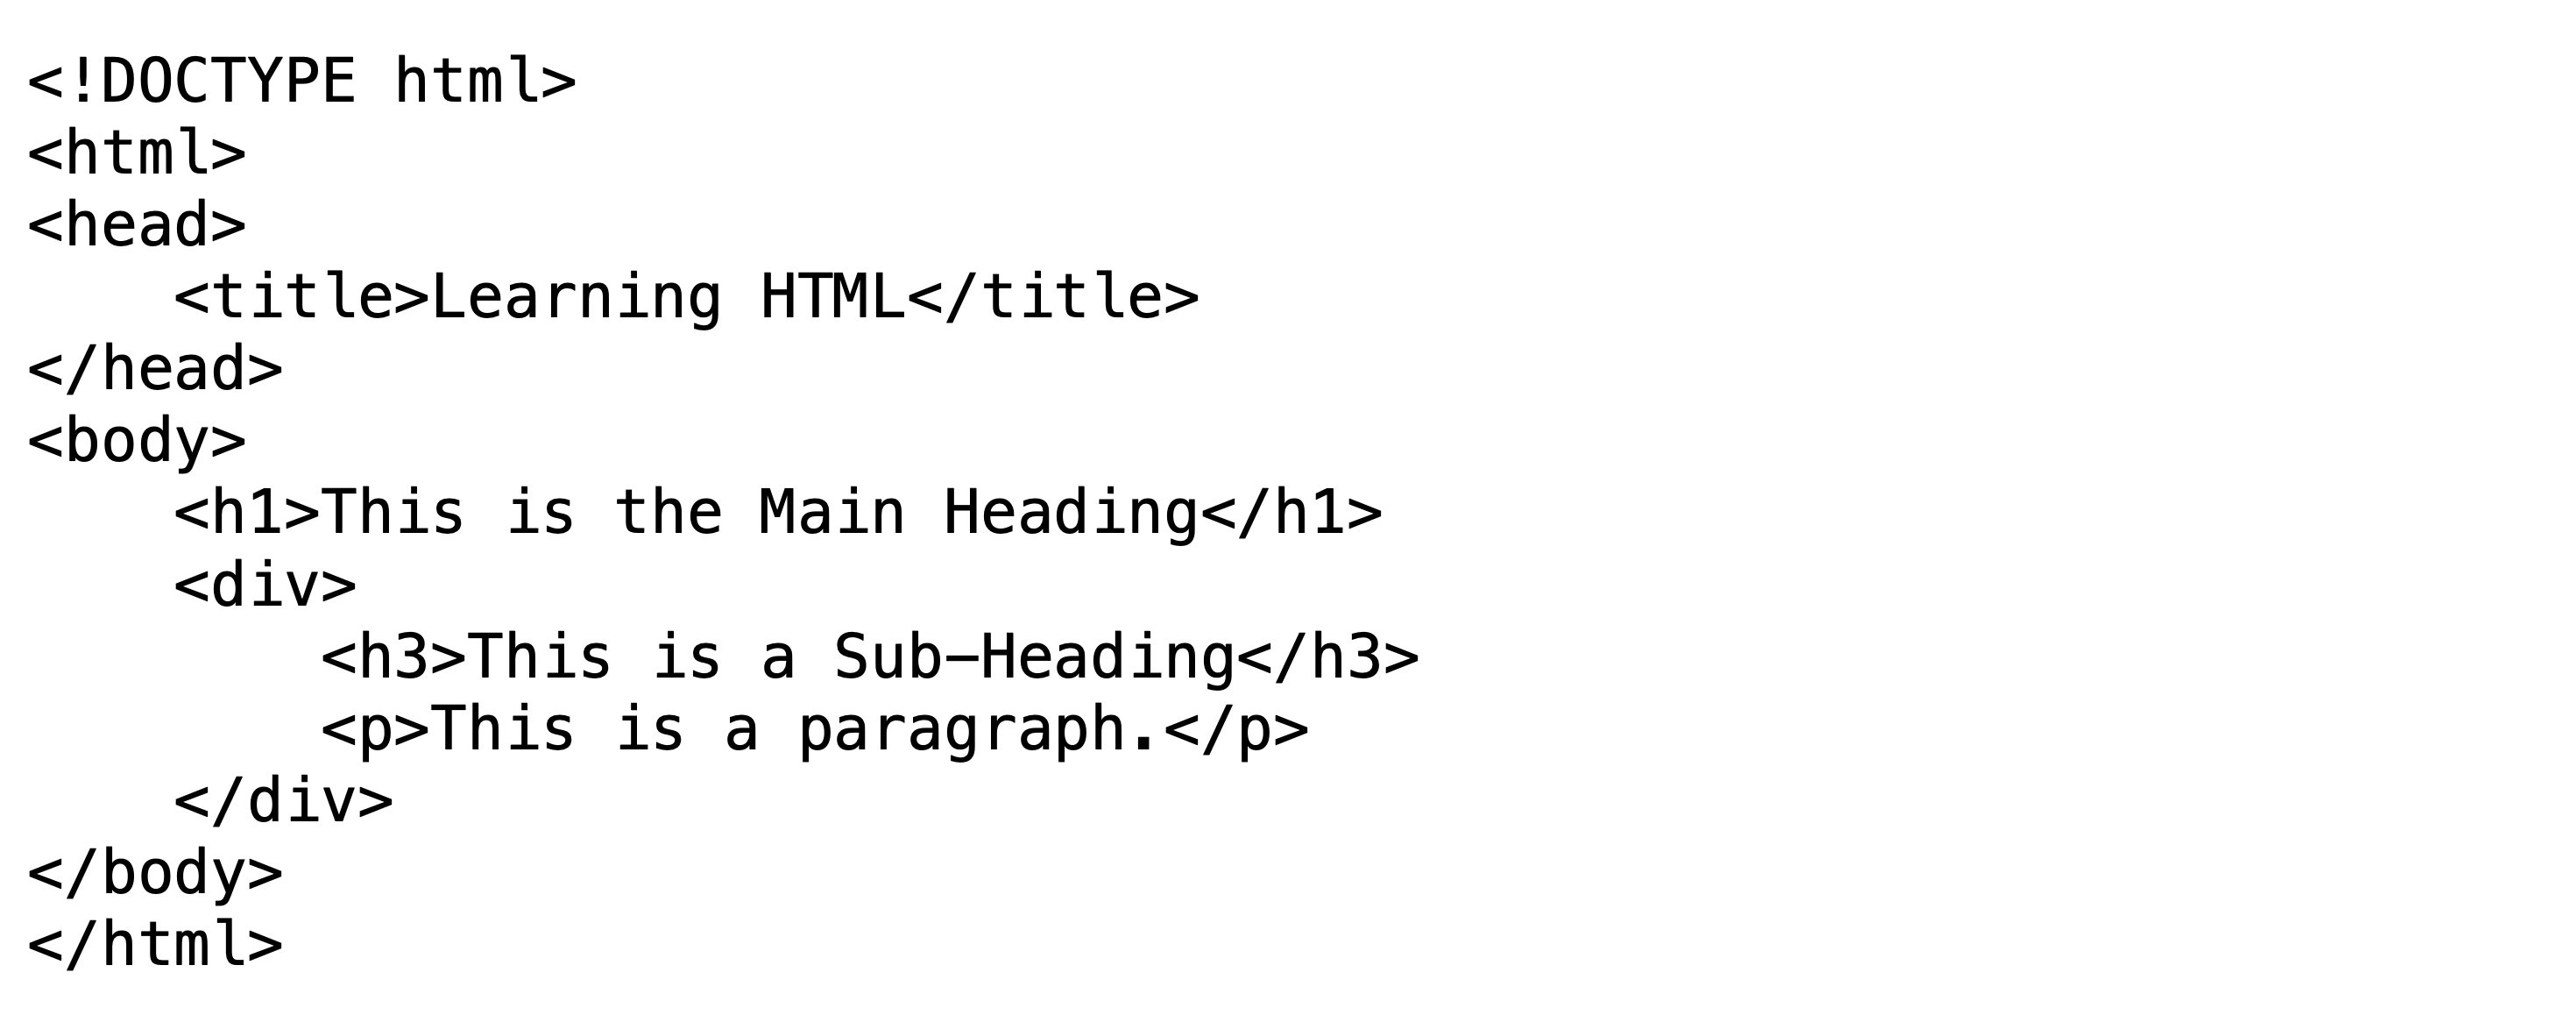 <!DOCTYPE html>
<html>
<head>
    <title>Learning HTML</title>
</head>
<body>
    <h1>This is the Main Heading</h1>
    <div>
        <h3>This is a Sub-Heading</h3>
        <p>This is a paragraph.</p>
    </div>
</body>
</html>